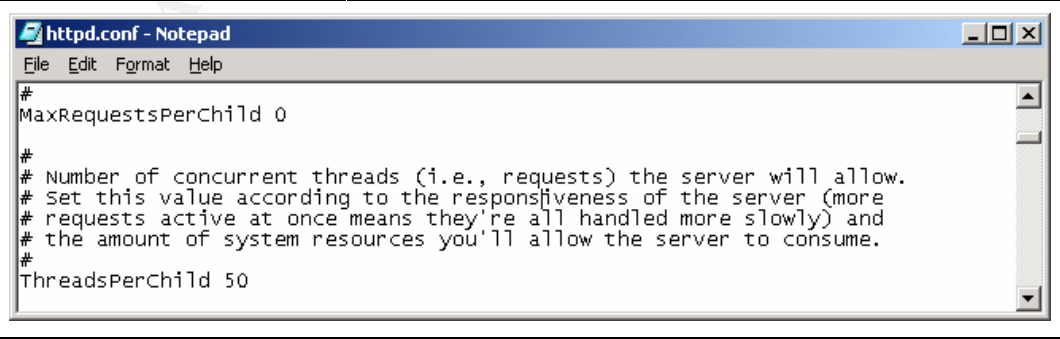 httpd.conf - Notepad
File Edit Format Help
#
MaxRequestsPerChild 0
#
# Number of concurrent threads (i.e., requests) the server will allow.
# Set this value according to the responsiveness of the server (more
# requests active at once means they're all handled more slowly) and
# the amount of system resources you'll allow the server to consume.
#
ThreadsPerChild 50